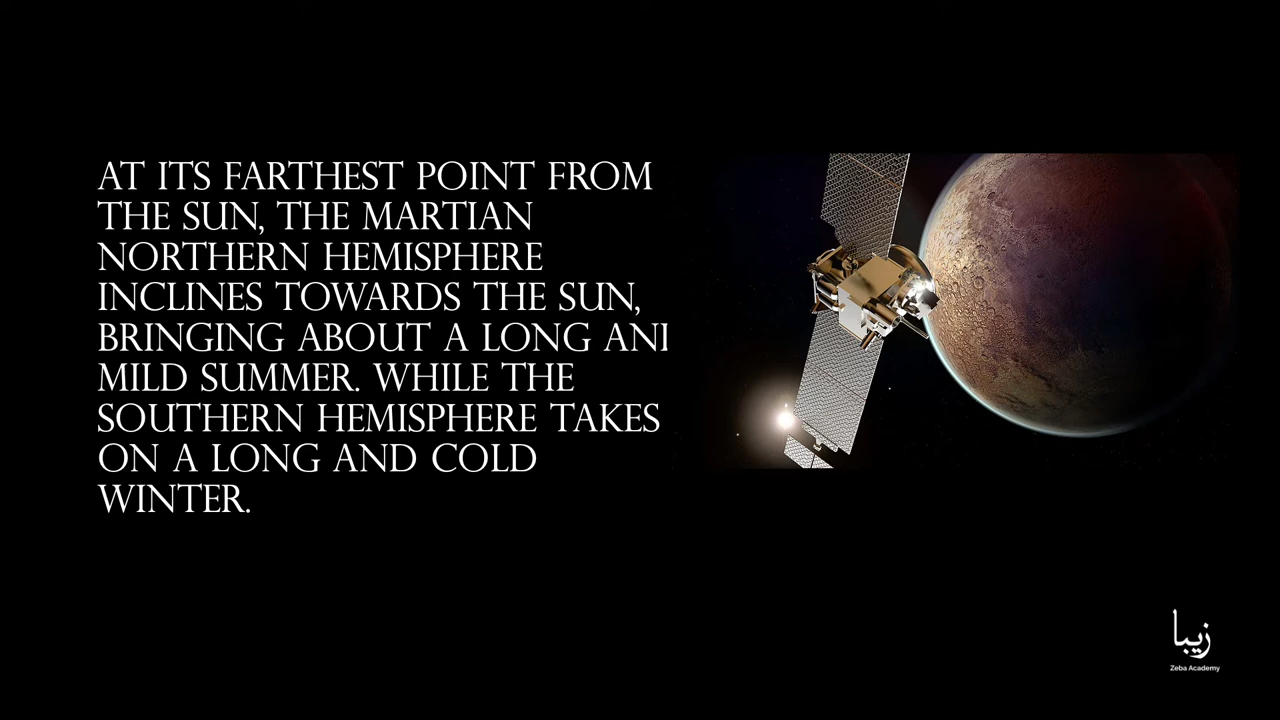 AT ITS FARTHEST POINT FROM
THE SUN, THE MARTIAN
NORTHERN HEMISPHERE
INCLINES TOWARDS THE SUN,
BRINGING ABOUT A LONG
MILD SUMMER. WHILE THE
SOUTHERN HEMISPHERE TAKES
ON A LONG AND COLD
WINTER.
زیبا
Zeba Academy